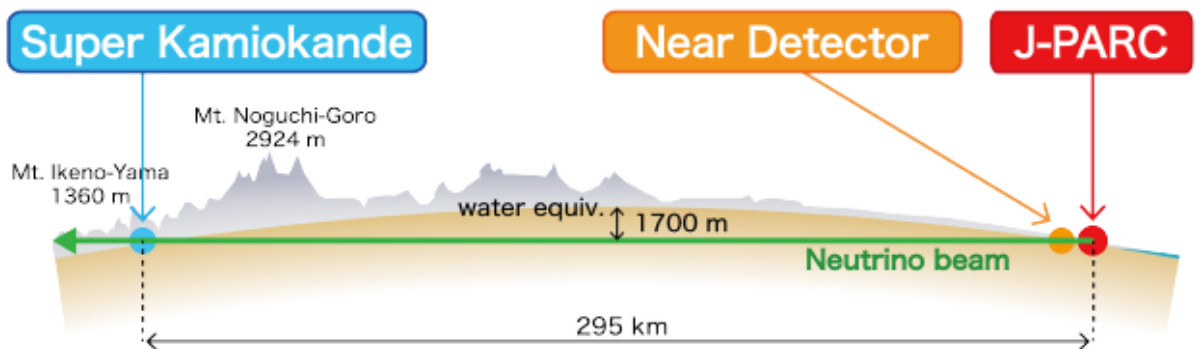 Super Kamiokande
Near Detector
J-PARC
Mt. Noguchi-Goro
2924 m
Mt. Ikeno-Yama
1360 m
water equiv.
1700 m
Neutrino beam
295 km